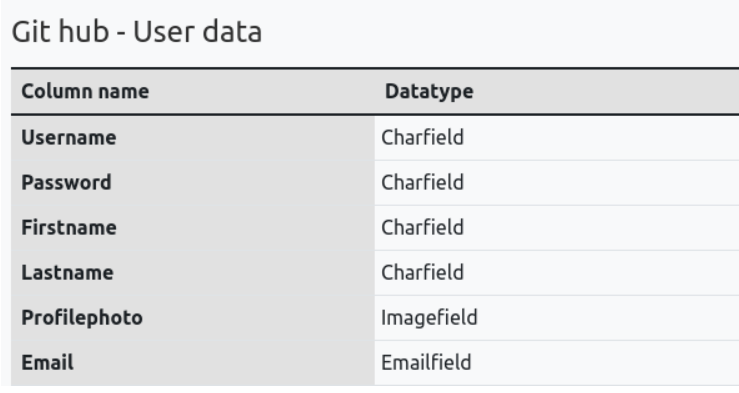 Git hub - User data
Column name Datatype
Username Charfield
Password Charfield
Firstname Charfield
Lastname Charfield
Profilephoto Imagefield
Email Emailfield